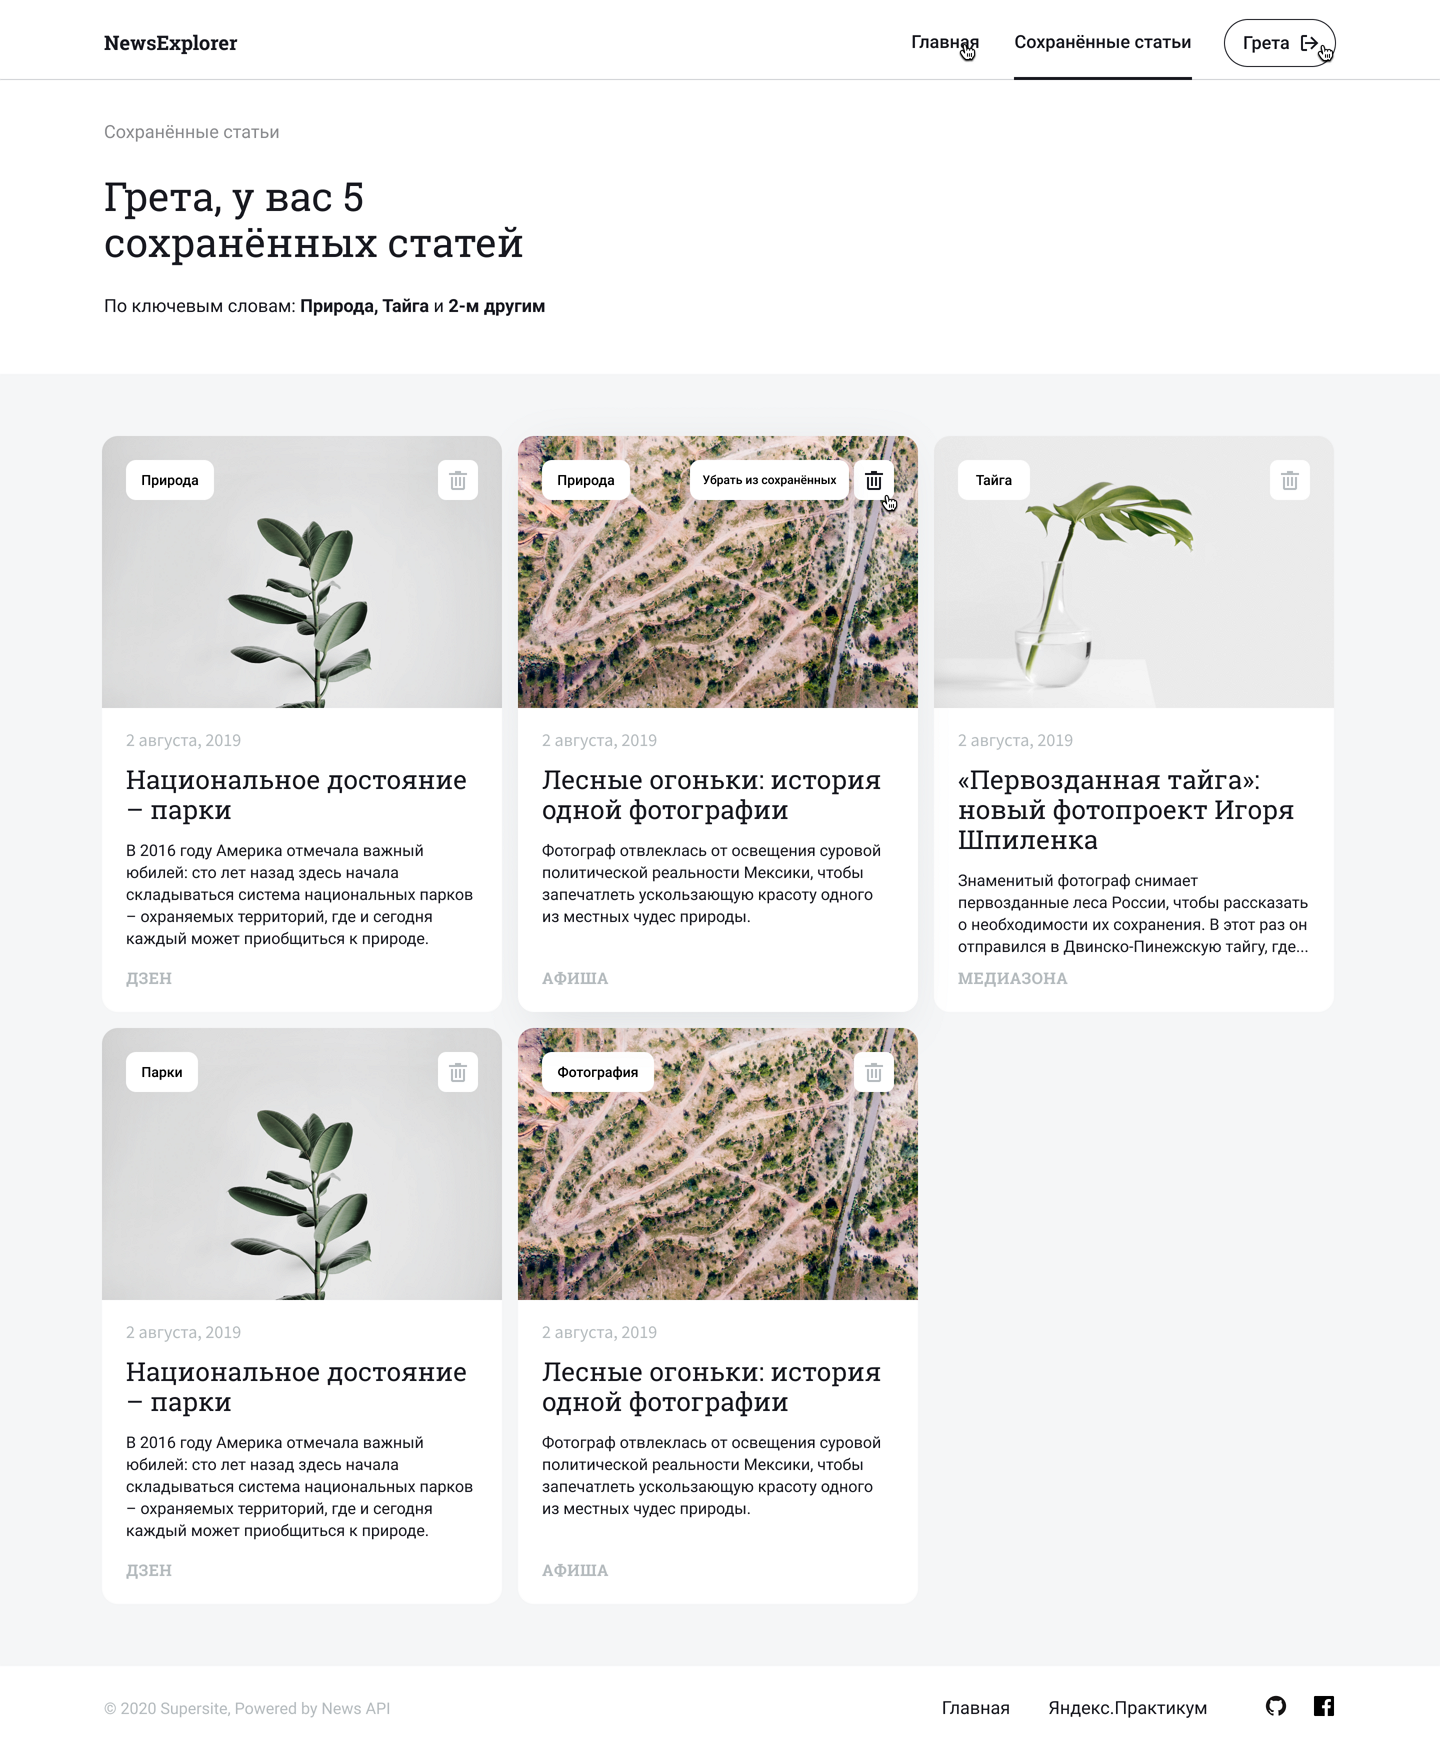 NewsExplorer
Главная
Сохранённые статьи
Грета
Сохранённые статьи
Грета, у вас 5
сохранённых статей
По ключевым словам: Природа, Тайга и 2-м другим
Природа
2 августа, 2019
Национальное достояние
– парки
В 2016 году Америка отмечала важный
юбилей: сто лет назад здесь начала
складываться система национальных парков
– охраняемых территорий, где и сегодня
каждый может приобщиться к природе.
ДЗЕН
Природа
Убрать из сохранённых
2 августа, 2019
Лесные огоньки: история
одной фотографии
Фотограф отвлеклась от освещения суровой
политической реальности Мексики, чтобы
запечатлеть ускользающую красоту одного
из местных чудес природы.
АФИША
Тайга
2 августа, 2019
«Первозданная тайга»:
новый фотопроект Игоря
Шпиленка
Знаменитый фотограф снимает
первозданные леса России, чтобы рассказать
о необходимости их сохранения. В этот раз он
отправился в Двинско-Пинежскую тайгу, где...
МЕДИАЗОНА
Парки
2 августа, 2019
Национальное достояние
– парки
В 2016 году Америка отмечала важный
юбилей: сто лет назад здесь начала
складываться система национальных парков
– охраняемых территорий, где и сегодня
каждый может приобщиться к природе.
ДЗЕН
Фотография
2 августа, 2019
Лесные огоньки: история
одной фотографии
Фотограф отвлеклась от освещения суровой
политической реальности Мексики, чтобы
запечатлеть ускользающую красоту одного
из местных чудес природы.
АФИША
© 2020 Supersite, Powered by News API
Главная
Яндекс.Практикум